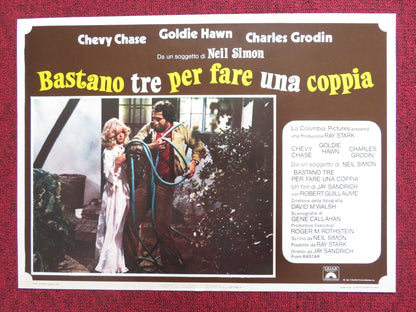 Chevy Chase Goldie Hawn Charles Grodin
Da un soggetto di Neil Simon
Bastano tre per fare una coppia
La Columbia Pictures presenta
una Produzione RAY STARK
CHEVY CHASE GOLDIE HAWN CHARLES GRODIN
Da un soggetto di NEIL SIMON
BASTANO TRE
PER FARE UNA COPPIA
Un film di JAY SANDRICH
con ROBERT GUILLAUME
Direttore della fotografia
DAVID M. WALSH
Scenografie di
GENE CALLAHAN
Produttore Esecutivo
ROGER M. ROTHSTEIN
Scritto da NEIL SIMON
Prodotto da RAY STARK
Diretto da JAY SANDRICH
From RASTAR
CEIAD